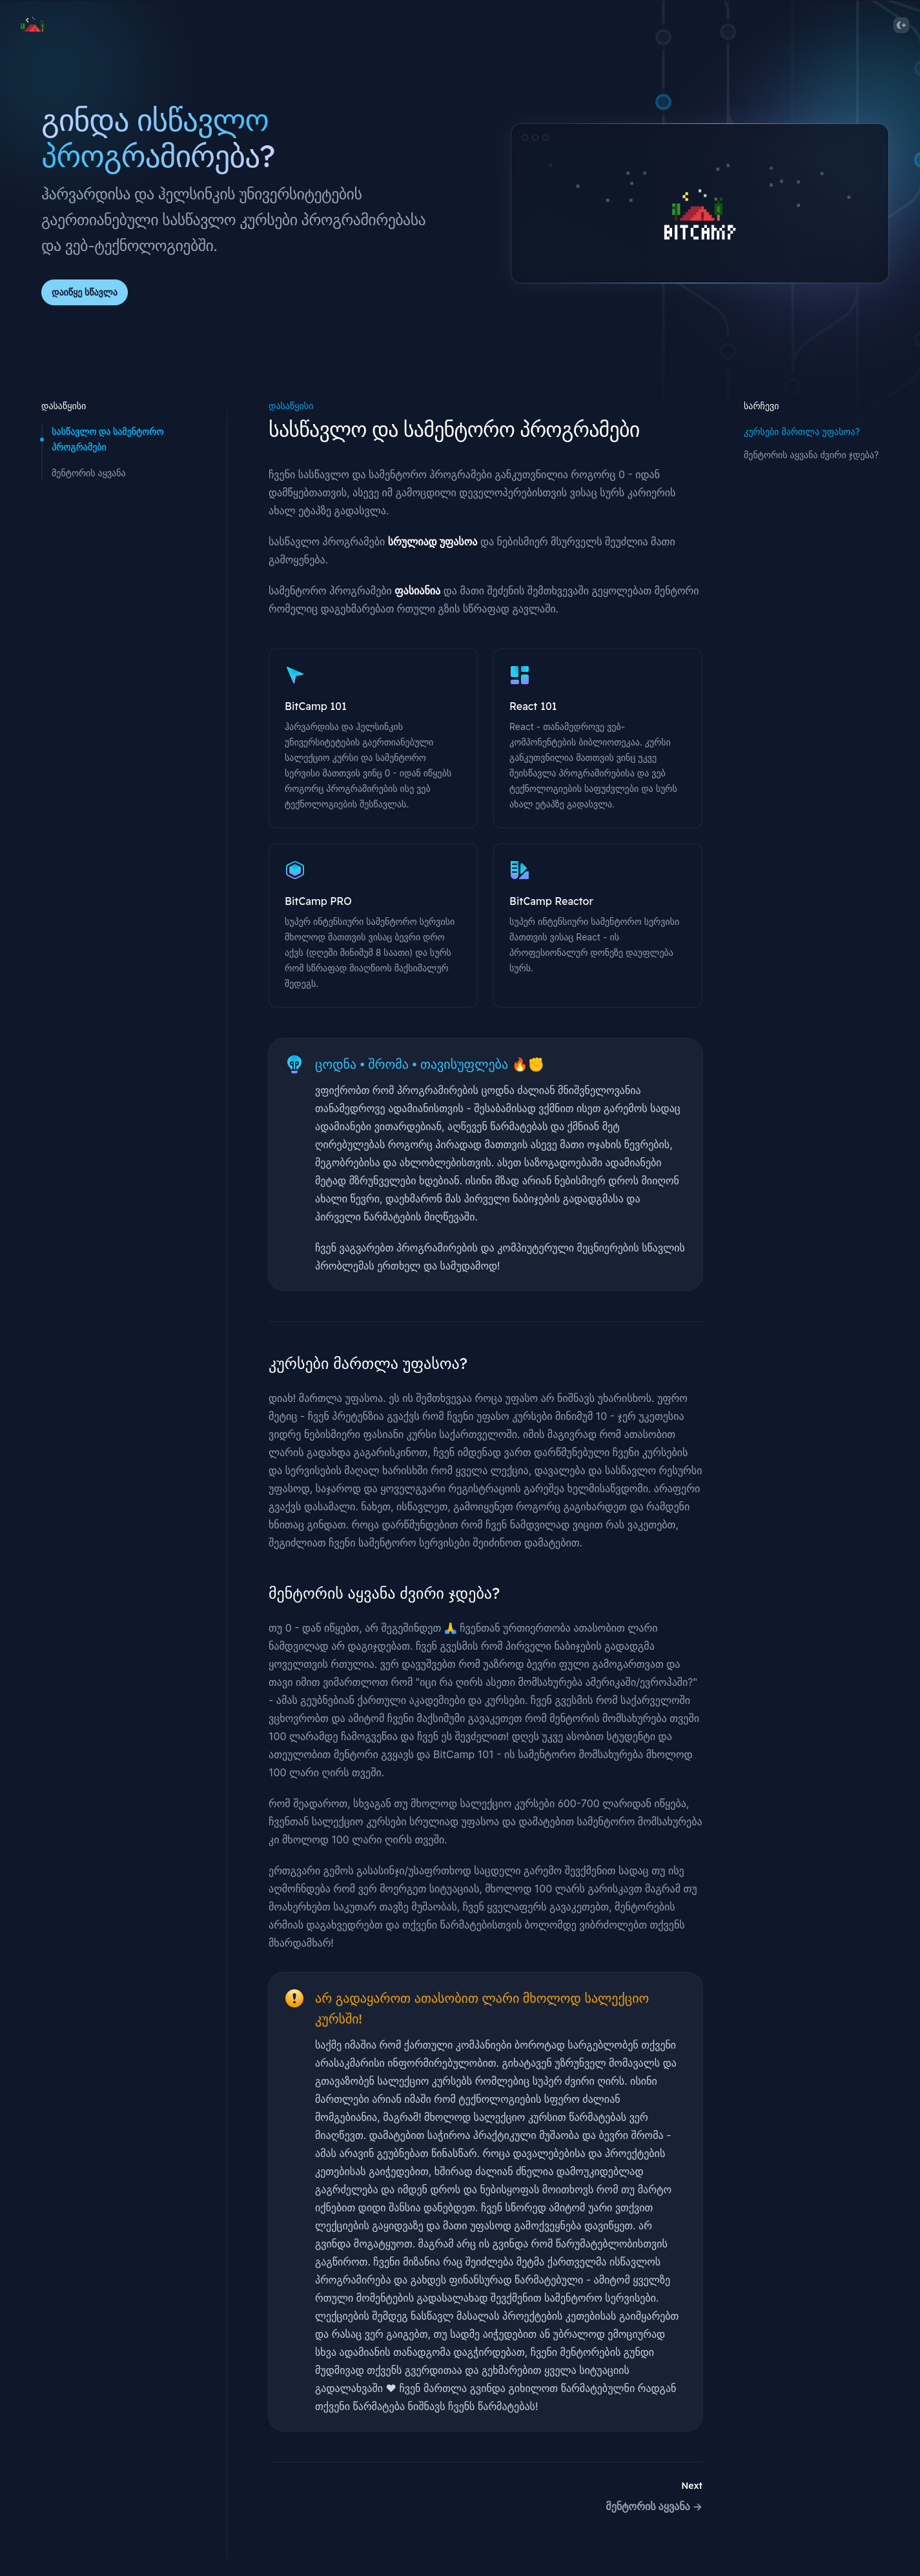 გინდა ისწავლო
პროგრამირება?
ჰარვარდისა და ჰელსინკის უნივერსიტეტების
გაერთიანებული სასწავლო კურსები პროგრამირებასა
და ვებ-ტექნოლოგიებში.
დაიწყე სწავლა
BITCAMP
დასაწყისი
სასწავლო და სამენტორო
პროგრამები
მენტორის აყვანა
დასაწყისი
სასწავლო და სამენტორო პროგრამები
ჩვენი სასწავლო და სამენტორო პროგრამები განკუთვნილია როგორც 0 - იდან
დამწყებთათვის, ასევე იმ გამოცდილი დეველოპერებისთვის ვისაც სურს კარიერის
ახალ ეტაპზე გადასვლა.
სასწავლო პროგრამები სრულიად უფასოა და ნებისმიერ მსურველს შეუძლია მათი
გამოყენება.
სამენტორო პროგრამები ფასიანია და მათი შეძენის შემთხვევაში გეყოლებათ მენტორი
რომელიც დაგეხმარებათ რთული გზის სწრაფად გავლაში.
სარჩევი
კურსები მართლა უფასოა?
მენტორის აყვანა ძვირი ჯდება?
BitCamp 101
ჰარვარდისა და ჰელსინკის
უნივერსიტეტების გაერთიანებული
სალექციო კურსი და სამენტორო
სერვისი მათთვის ვინც 0 - იდან იწყებს
როგორც პროგრამირების ისე ვებ
ტექნოლოგიების შესწავლას.
React 101
React - თანამედროვე ვებ-
კომპონენტების ბიბლიოთეკაა. კურსი
განკუთვნილია მათთვის ვინც უკვე
შეისწავლა პროგრამირებისა და ვებ
ტექნოლოგიების საფუძვლები და სურს
ახალ ეტაპზე გადასვლა.
BitCamp PRO
სუპერ ინტენსიური სამენტორო სერვისი
მხოლოდ მათთვის ვისაც ბევრი დრო
აქვს (დღეში მინიმუმ 8 საათი) და სურს
რომ სწრაფად მიაღწიოს მაქსიმალურ
შედეგს.
BitCamp Reactor
სუპერ ინტენსიური სამენტორო სერვისი
მათთვის ვისაც React - ის
პროფესიონალურ დონეზე დაუფლება
სურს.
ცოდნა • შრომა • თავისუფლება 🔥✊
ვფიქრობთ რომ პროგრამირების ცოდნა ძალიან მნიშვნელოვანია
თანამედროვე ადამიანისთვის - შესაბამისად ვქმნით ისეთ გარემოს სადაც
ადამიანები ვითარდებიან, აღწევენ წარმატებას და ქმნიან მეტ
ღირებულებას როგორც პირადად მათთვის ასევე მათი ოჯახის წევრების,
მეგობრებისა და ახლობლებისთვის. ასეთ საზოგადოებაში ადამიანები
მეტად მზრუნველები ხდებიან. ისინი მზად არიან ნებისმიერ დროს მიიღონ
ახალი წევრი, დაეხმარონ მას პირველი ნაბიჯების გადადგმასა და
პირველი წარმატების მიღწევაში.
ჩვენ ვაგვარებთ პროგრამირების და კომპიუტერული მეცნიერების სწავლის
პრობლემას ერთხელ და სამუდამოდ!
კურსები მართლა უფასოა?
დიახ! მართლა უფასოა. ეს ის შემთხვევაა როცა უფასო არ ნიშნავს უხარისხოს. უფრო
მეტიც - ჩვენ პრეტენზია გვაქვს რომ ჩვენი უფასო კურსები მინიმუმ 10 - ჯერ უკეთესია
ვიდრე ნებისმიერი ფასიანი კურსი საქართველოში. იმის მაგივრად რომ ათასობით
ლარის გადახდა გაგარისკინოთ, ჩვენ იმდენად ვართ დარწმუნებული ჩვენი კურსების
და სერვისების მაღალ ხარისხში რომ ყველა ლექცია, დავალება და სასწავლო რესურსი
უფასოდ, საჯაროდ და ყოველგვარი რეგისტრაციის გარეშეა ხელმისაწვდომი. არაფერი
გვაქვს დასამალი. ნახეთ, ისწავლეთ, გამოიყენეთ როგორც გაგიხარდეთ და რამდენი
ხნითაც გინდათ. როცა დარწმუნდებით რომ ჩვენ ნამდვილად ვიცით რას ვაკეთებთ,
შეგიძლიათ ჩვენი სამენტორო სერვისები შეიძინოთ დამატებით.
მენტორის აყვანა ძვირი ჯდება?
თუ 0 - დან იწყებთ, არ შეგეშინდეთ 🙏 ჩვენთან ურთიერთობა ათასობით ლარი
ნამდვილად არ დაგიჯდებათ. ჩვენ გვესმის რომ პირველი ნაბიჯების გადადგმა
ყოველთვის რთულია. ვერ დავუშვებთ რომ უაზროდ ბევრი ფული გამოგართვათ და
თავი იმით ვიმართლოთ რომ "იცი რა ღირს ასეთი მომსახურება ამერიკაში/ევროპაში?"
- ამას გეუბნებიან ქართული აკადემიები და კურსები. ჩვენ გვესმის რომ საქარველოში
ვცხოვრობთ და ამიტომ ჩვენი მაქსიმუმი გავაკეთეთ რომ მენტორის მომსახურება თვეში
100 ლარამდე ჩამოგვეწია და ჩვენ ეს შევძელით! დღეს უკვე ასობით სტუდენტი და
ათეულობით მენტორი გვყავს და BitCamp 101 - ის სამენტორო მომსახურება მხოლოდ
100 ლარი ღირს თვეში.
რომ შეადაროთ, სხვაგან თუ მხოლოდ სალექციო კურსები 600-700 ლარიდან იწყება,
ჩვენთან სალექციო კურსები სრულიად უფასოა და დამატებით სამენტორო მომსახურება
კი მხოლოდ 100 ლარი ღირს თვეში.
ერთგვარი გემოს გასასინჯი/უსაფრთხოდ საცდელი გარემო შევქმენით სადაც თუ ისე
აღმოჩნდება რომ ვერ მოერგეთ სიტუაციას, მხოლოდ 100 ლარს გარისკავთ მაგრამ თუ
მოახერხებთ საკუთარ თავზე მუშაობას, ჩვენ ყველაფერს გავაკეთებთ, მენტორების
არმიას დაგახვედრებთ და თქვენი წარმატებისთვის ბოლომდე ვიბრძოლებთ თქვენს
მხარდამხარ!
არ გადაყაროთ ათასობით ლარი მხოლოდ სალექციო
კურსში!
საქმე იმაშია რომ ქართული კომპანიები ბოროტად სარგებლობენ თქვენი
არასაკმარისი ინფორმირებულობით. გიხატავენ უზრუნველ მომავალს და
გთავაზობენ სალექციო კურსებს რომლებიც სუპერ ძვირი ღირს. ისინი
მართლები არიან იმაში რომ ტექნოლოგიების სფერო ძალიან
მომგებიანია, მაგრამ! მხოლოდ სალექციო კურსით წარმატებას ვერ
მიაღწევთ. დამატებით საჭიროა პრაქტიკული მუშაობა და ბევრი შრომა -
ამას არავინ გეუბნებათ წინასწარ. როცა დავალებებისა და პროექტების
კეთებისას გაიჭედებით, ხშირად ძალიან ძნელია დამოუკიდებლად
გაგრძელება და იმდენ დროს და ნებისყოფას მოითხოვს რომ თუ მარტო
იქნებით დიდი შანსია დანებდეთ. ჩვენ სწორედ ამიტომ უარი ვთქვით
ლექციების გაყიდვაზე და მათი უფასოდ გამოქვეყნება დავიწყეთ. არ
გვინდა მოგატყუოთ. მაგრამ არც ის გვინდა რომ წარუმატებლობისთვის
გაგწიროთ. ჩვენი მიზანია რაც შეიძლება მეტმა ქართველმა ისწავლოს
პროგრამირება და გახდეს ფინანსურად წარმატებული - ამიტომ ყველზე
რთული მომენტების გადასალახად შევქმენით სამენტორო სერვისები.
ლექციების შემდეგ ნასწავლ მასალას პროექტების კეთებისას გაიმყარებთ
და რასაც ვერ გაიგებთ, თუ სადმე აიჭედებით ან უბრალოდ ემოციურად
სხვა ადამიანის თანადგომა დაგჭირდებათ, ჩვენი მენტორების გუნდი
მუდმივად თქვენს გვერდითაა და გეხმარებით ყველა სიტუაციის
გადალახვაში ❤ ჩვენ მართლა გვინდა გიხილოთ წარმატებულნი რადგან
თქვენი წარმატება ნიშნავს ჩვენს წარმატებას!
Next
მენტორის აყვანა →